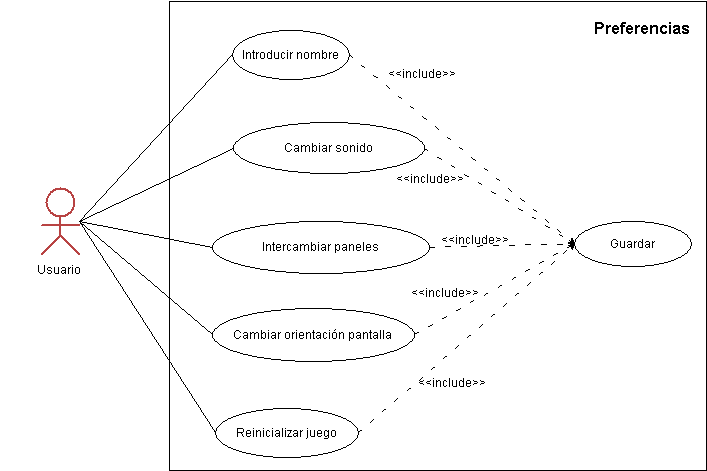 Preferencias
Introducir nombre
<<include>>
Cambiar sonido
<<include>>
Usuario
Intercambiar paneles
<<include>>
Guardar
<<include>>
Cambiar orientación pantalla
<<include>>
Reinicializar juego